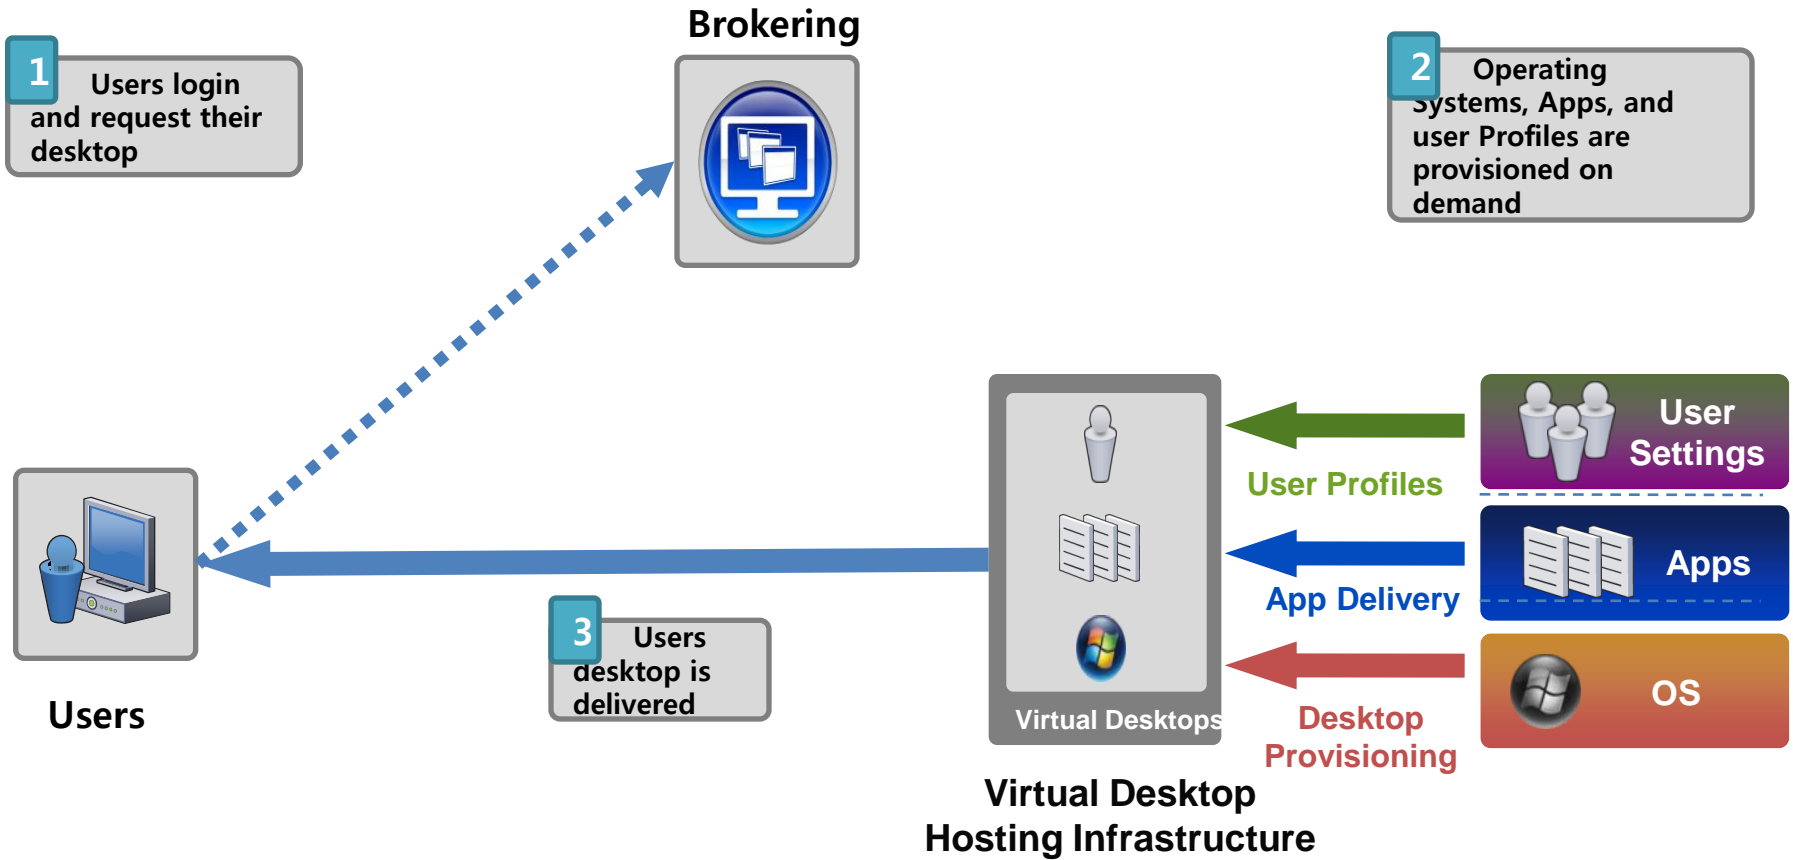 Brokering
1
Users login
and request their
desktop
2
Operating
Systems, Apps, and
user Profiles are
provisioned on
demand
User
Settings
User Profiles
Apps
App Delivery
3
Users
desktop is
delivered
OS
Users
Virtual Desktops
Desktop
Provisioning
Virtual Desktop
Hosting Infrastructure